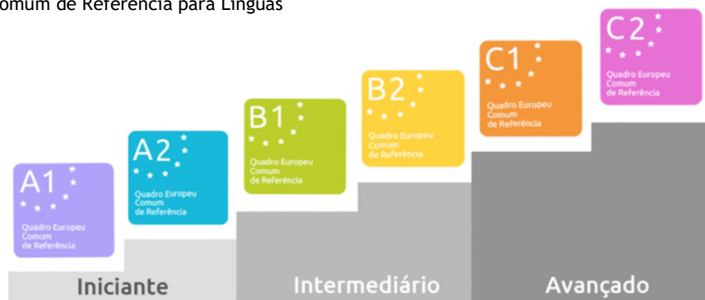 omum de Referência para Línguas
A1
Quadro Europeu
Comum
de Referência
A2
Quadro Europeu
Comum
de Referência
B1
Quadro Europeu
Comum
de Referência
B2
Quadro Europeu
Comum
de Referência
C1
Quadro Europeu
Comum
de Referência
C2
Quadro Europeu
Comum
de Referência
Iniciante
Intermediário
Avançado